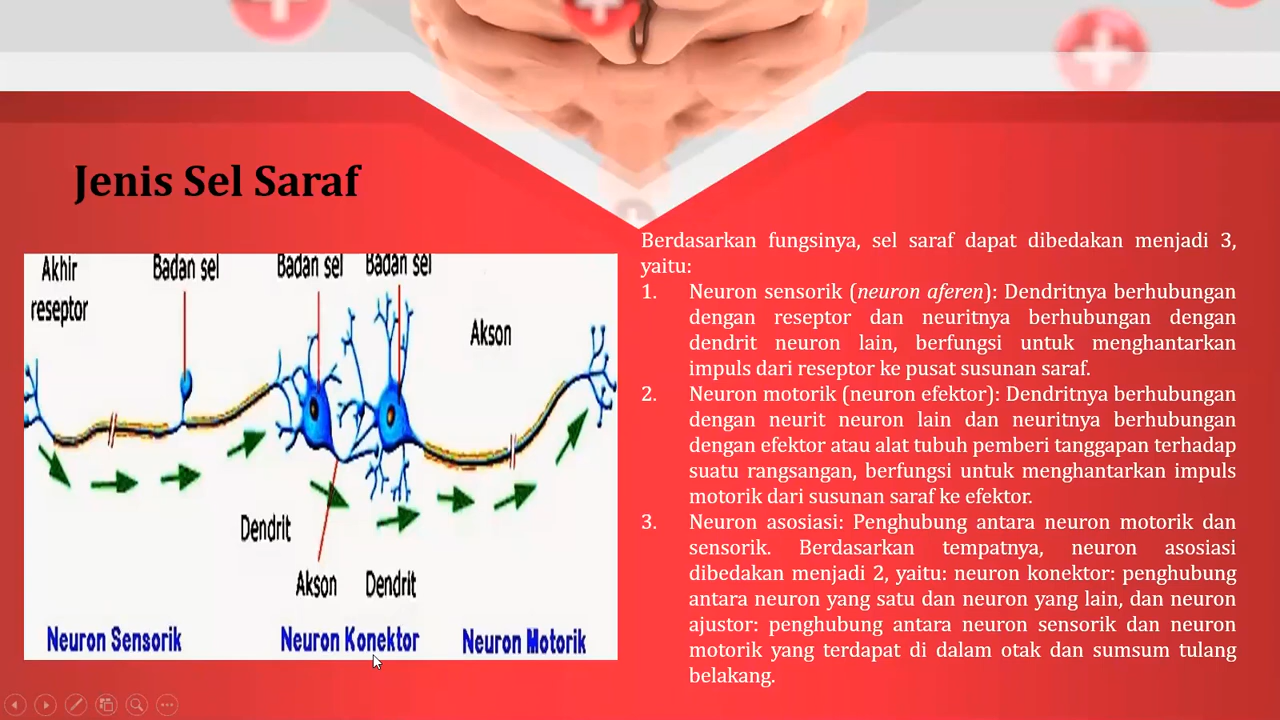 Jenis Sel Saraf
Akhir
reseptor
Badan sel
Badan sel
Badan sel
Akson
Dendrit
Akson
Dendrit
Neuron Sensorik
Neuron Konektor
Neuron Motorik
Berdasarkan fungsinya, sel saraf dapat dibedakan menjadi 3,
yaitu:
1. Neuron sensorik (neuron aferen): Dendritnya berhubungan
dengan reseptor dan neuritnya berhubungan dengan
dendrit neuron lain, berfungsi untuk menghantarkan
impuls dari reseptor ke pusat susunan saraf.
2. Neuron motorik (neuron efektor): Dendritnya berhubungan
dengan neurit neuron lain dan neuritnya berhubungan
dengan efektor atau alat tubuh pemberi tanggapan terhadap
suatu rangsangan, berfungsi untuk menghantarkan impuls
motorik dari susunan saraf ke efektor.
3. Neuron asosiasi: Penghubung antara neuron motorik dan
sensorik. Berdasarkan tempatnya, neuron asosiasi
dibedakan menjadi 2, yaitu: neuron konektor: penghubung
antara neuron yang satu dan neuron yang lain, dan neuron
ajustor: penghubung antara neuron sensorik dan neuron
motorik yang terdapat di dalam otak dan sumsum tulang
belakang.